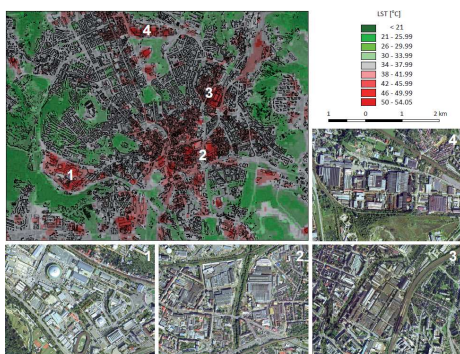 LST [°C]
< 21
21 - 25.99
26 - 29.99
30 - 33.99
34 - 37.99
38 - 41.99
42 - 45.99
46 - 49.99
50 - 54.05
1 0 1 2 km
4
3
2
1
4
1
2
3